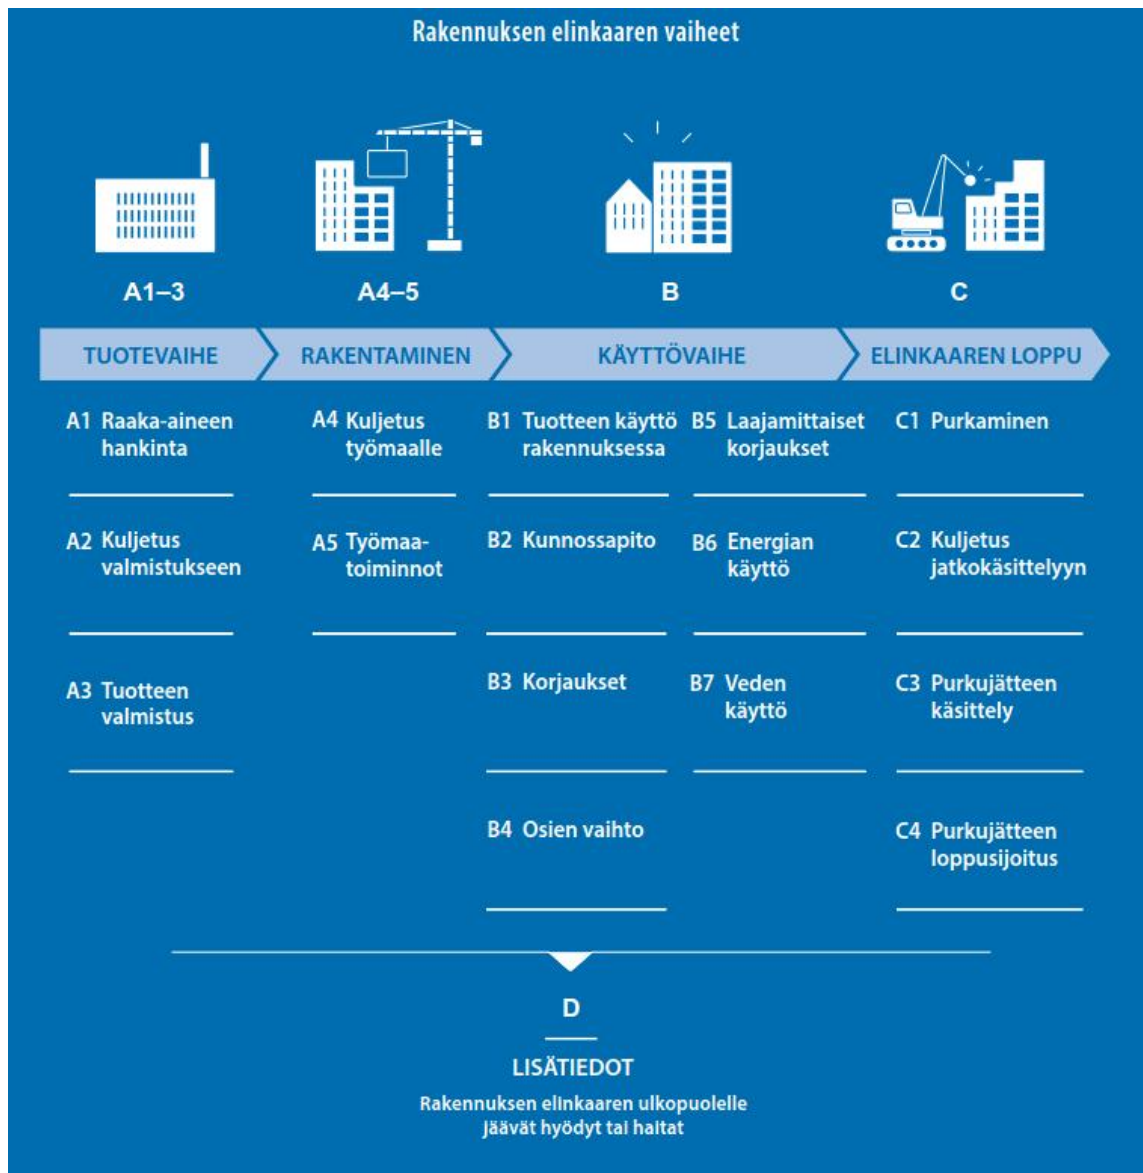 Rakennuksen elinkaaren vaiheet
A1–3
A4–5
B
C
TUOTEVAIHE
RAKENTAMINEN
KÄYTTÖVAIHE
ELINKAAREN LOPPU
A1 Raaka-aineen
hankinta
A2 Kuljetus
valmistukseen
A3 Tuotteen
valmistus
A4 Kuljetus
työmaalle
A5 Työmaa-
toiminnot
B1 Tuotteen käyttö
rakennuksessa
B2 Kunnossapito
B3 Korjaukset
B4 Osien vaihto
B5 Laajamittaiset
korjaukset
B6 Energian
käyttö
B7 Veden
käyttö
C1 Purkaminen
C2 Kuljetus
jatkokäsittelyyn
C3 Purkujätteen
käsittely
C4 Purkujätteen
loppusijoitus
D
LISÄTIEDOT
Rakennuksen elinkaaren ulkopuolelle
jäävät hyödyt tai haitat